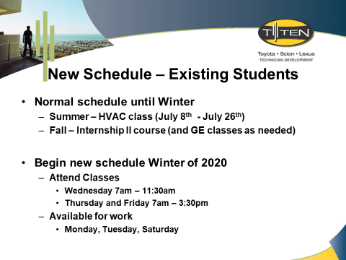 T TEN
Toyota • Scion • Lexus
TECHNICIAN DEVELOPMENT
New Schedule – Existing Students
• Normal schedule until Winter
– Summer – HVAC class (July 8th - July 26th)
– Fall – Internship II course (and GE classes as needed)
• Begin new schedule Winter of 2020
– Attend Classes
• Wednesday 7am – 11:30am
• Thursday and Friday 7am – 3:30pm
– Available for work
• Monday, Tuesday, Saturday